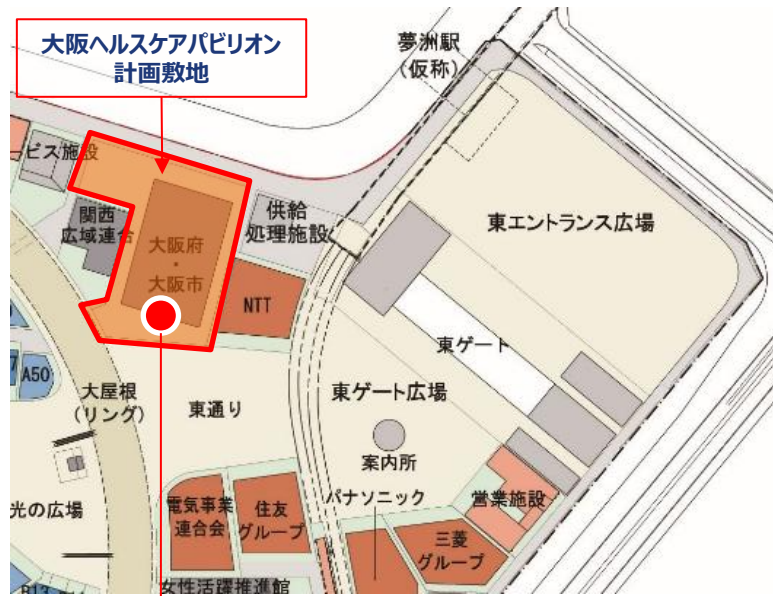 大阪ヘルスケアパビリオン
計画敷地
夢洲駅
(仮称)
ービス施設
関西
広域連合
大阪府
・
大阪市
供給
処理施設
東エントランス広場
NTT
東ゲート
A50
大屋根
(リング)
東通り
東ゲート広場
案内所
光の広場
電気事業
連合会
住友
グループ
パナソニック
営業施設
三菱
グループ
女性活躍推進館